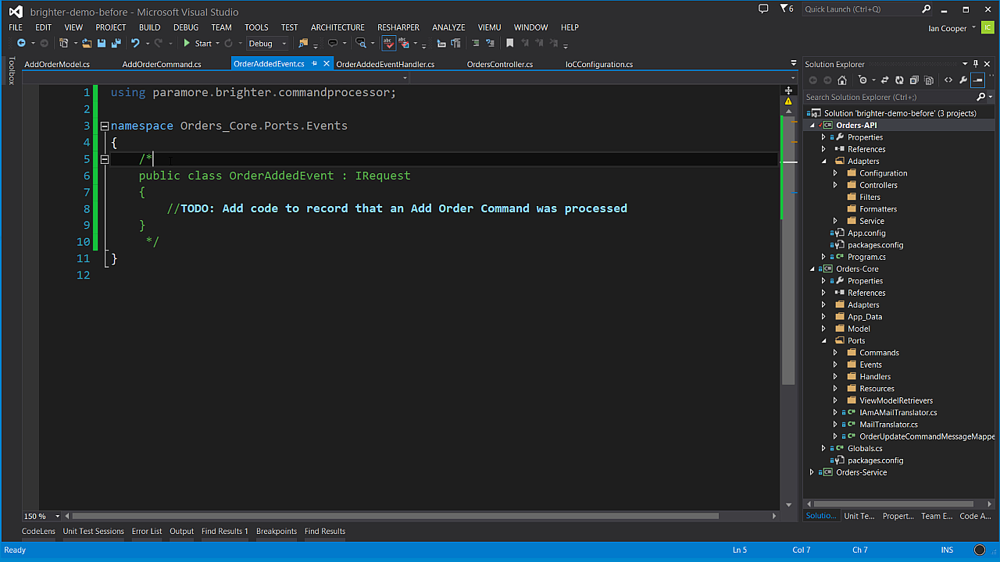 brighter-demo-before - Microsoft Visual Studio
6
Quick Launch (Ctrl+Q)
FILE EDIT VIEW PROJECT BUILD DEBUG TEAM TOOLS TEST ARCHITECTURE RESHARPER ANALYZE VIEMU WINDOW HELP
Ian Cooper
IC
Start
Debug
Toolbox
AddOrderModel.cs AddOrderCommand.cs OrderAddedEvent.cs OrderAddedEventHandler.cs OrdersController.cs IoCConfiguration.cs
1 using paramore.brighter.commandprocessor;
2
3 namespace Orders_Core.Ports.Events
4 {
5 /*
6 public class OrderAddedEvent : IRequest
7 {
8 //TODO: Add code to record that an Add Order Command was processed
9 }
10 */
11 }
12
150 %
Solution Explorer
Search Solution Explorer (Ctrl+;)
Solution 'brighter-demo-before' (3 projects)
Orders-API
Properties
References
Adapters
Configuration
Controllers
Filters
Formatters
Service
App.config
packages.config
Program.cs
Orders-Core
Properties
References
Adapters
App_Data
Model
Ports
Commands
Events
Handlers
Resources
ViewModelRetrievers
IAmAMailTranslator.cs
MailTranslator.cs
OrderUpdateCommandMessageMappe
Globals.cs
packages.config
Orders-Service
Solutio... Unit Te... Propert... Team E... Code A...
CodeLens Unit Test Sessions Error List Output Find Results 1 Breakpoints Find Results
Ready Ln 5 Col 7 Ch 7 INS